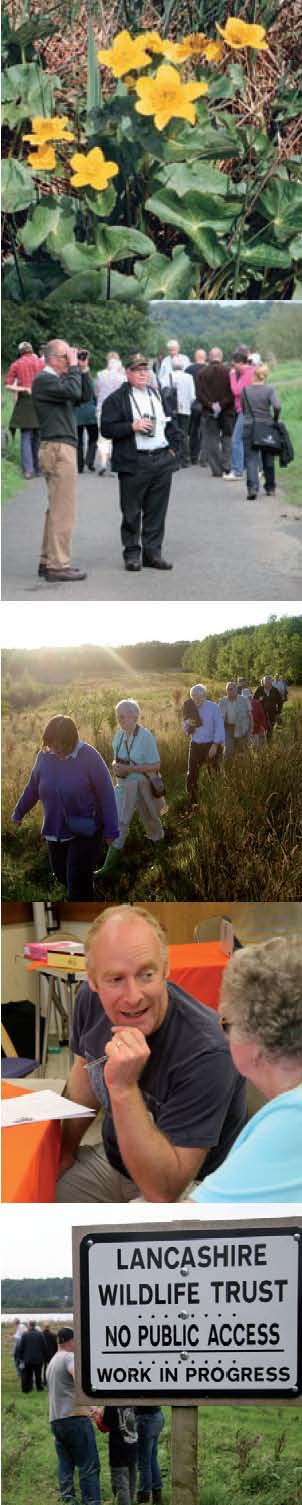 LANCASHIRE
WILDLIFE TRUST
NO PUBLIC ACCESS
WORK IN PROGRESS